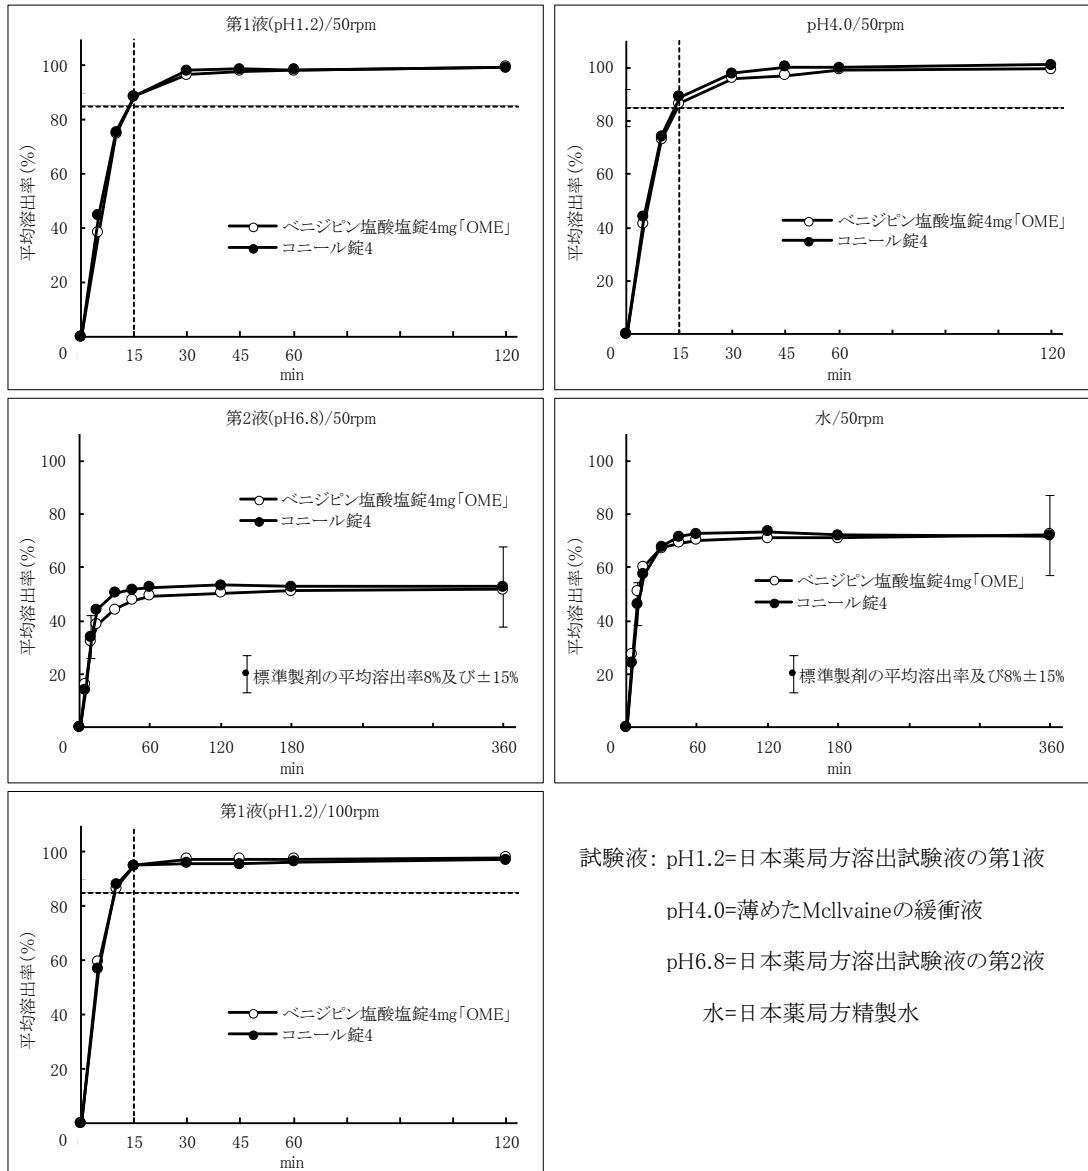 第1液(pH1.2)/50rpm
平均溶出率(%)
100
80
60
40
20
0
ベニジピン塩酸塩錠4mg「OME」
コニール錠4
15
30
45
60
120
min
pH4.0/50rpm
平均溶出率(%)
100
80
60
40
20
0
ベニジピン塩酸塩錠4mg「OME」
コニール錠4
15
30
45
60
120
min
第2液(pH6.8)/50rpm
平均溶出率(%)
100
80
60
40
20
0
ベニジピン塩酸塩錠4mg「OME」
コニール錠4
標準製剤の平均溶出率8%及び±15%
60
120
180
360
min
水/50rpm
平均溶出率(%)
100
80
60
40
20
0
ベニジピン塩酸塩錠4mg「OME」
コニール錠4
標準製剤の平均溶出率及び8%±15%
60
120
180
360
min
第1液(pH1.2)/100rpm
平均溶出率(%)
100
80
60
40
20
0
ベニジピン塩酸塩錠4mg「OME」
コニール錠4
15
30
45
60
120
min
試験液: pH1.2=日本薬局方溶出試験液の第1液
pH4.0=薄めたMcllvaineの緩衝液
pH6.8=日本薬局方溶出試験液の第2液
水=日本薬局方精製水